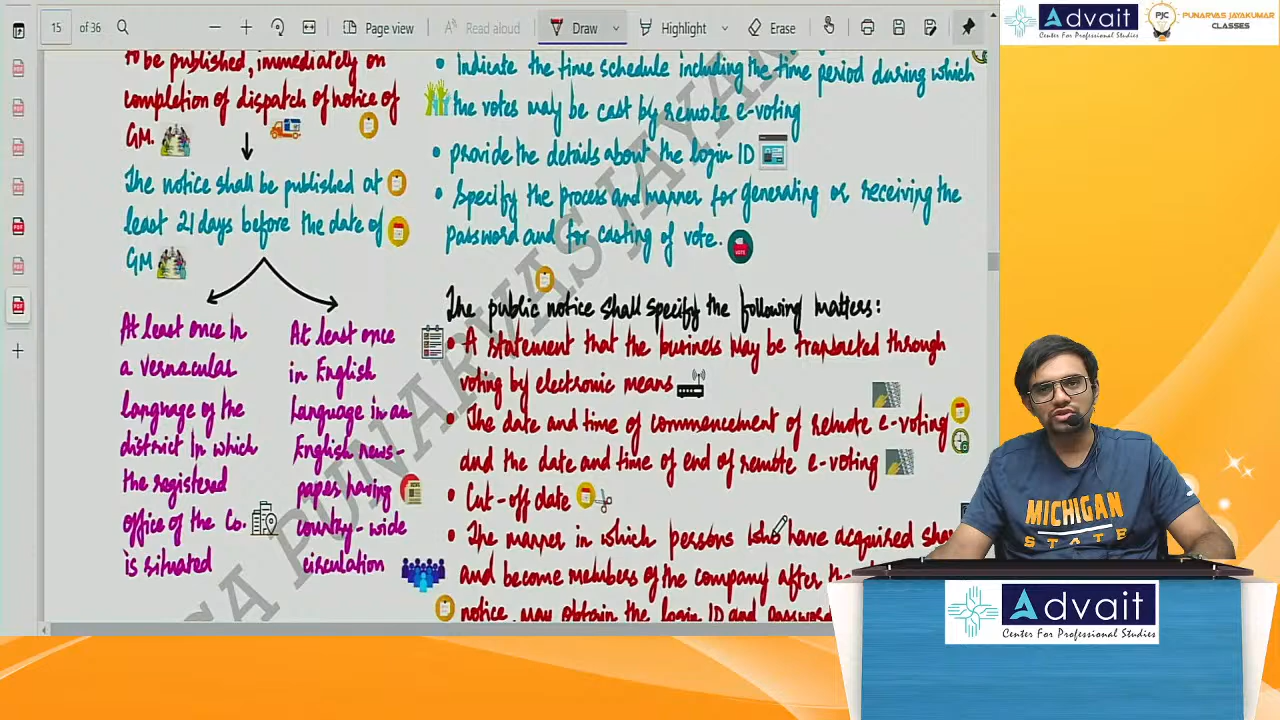 15
of 36
Page view
Read aloud
Draw
Highlight
Erase
Advait
Center For Professional Studies
PJC
PUNARVAS JAYAKUMAR
CLASSES
to be published, immediately on
completion of dispatch of notice of
GM.
The notice shall be published at
least 21 days before the date of
GM
At least once in
a vernacular
language of the
district in which
the registered
office of the Co.
is situated
At least once
in English
language in an
English news-
paper having
country-wide
circulation
• Indicate the time schedule including the time period during which
the votes may be cast by remote e-voting
• provide the details about the login ID
• Specify the process and manner for generating or receiving the
password and for casting of vote.
VOTE
The public notice shall specify the following matters:
• A statement that the business may be transacted through
voting by electronic means
• The date and time of commencement of remote e-voting
and the date and time of end of remote e-voting
• Cut-off date
• The manner in which persons who have acquired
and become members of the company after the
notice, may obtain the login ID and password
CA PUNARVAS JAYAK
MICHIGAN
STATE
Advait
Center For Professional Studies